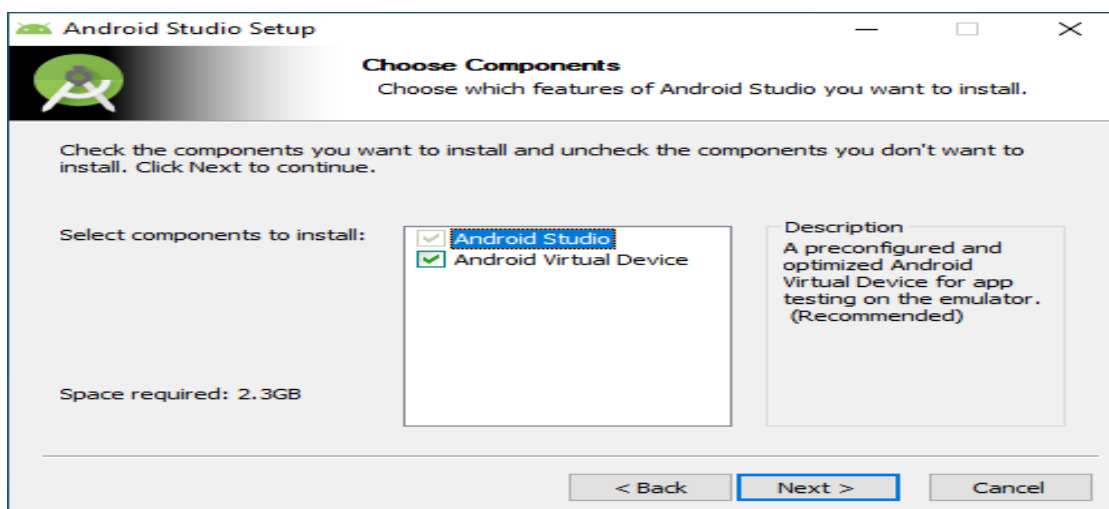 Android Studio Setup
Choose Components
Choose which features of Android Studio you want to install.
Check the components you want to install and uncheck the components you don't want to
install. Click Next to continue.
Select components to install:
Android Studio
Android Virtual Device
Description
A preconfigured and
optimized Android
Virtual Device for app
testing on the emulator.
(Recommended)
Space required: 2.3GB
< Back
Next >
Cancel